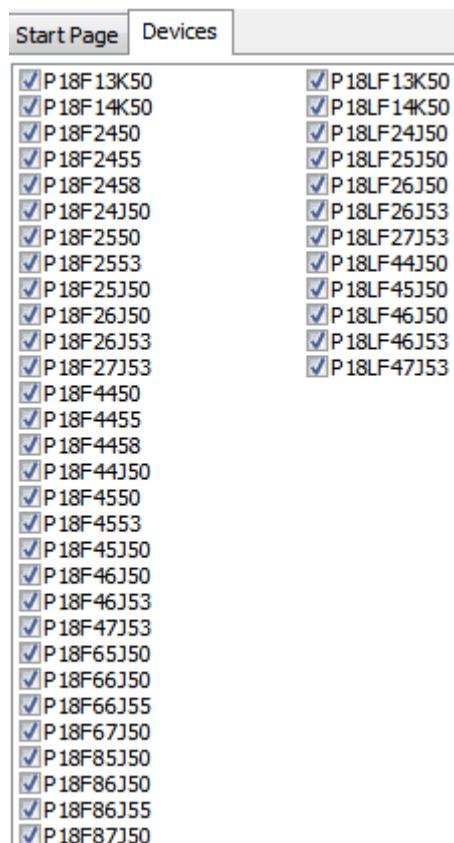 Start Page Devices
P18F13K50 P18LF13K50
P18F14K50 P18LF14K50
P18F2450 P18LF24J50
P18F2455 P18LF25J50
P18F2458 P18LF26J50
P18F24J50 P18LF26J53
P18F2550 P18LF27J53
P18F2553 P18LF44J50
P18F25J50 P18LF45J50
P18F26J50 P18LF46J50
P18F26J53 P18LF46J53
P18F27J53 P18LF47J53
P18F4450
P18F4455
P18F4458
P18F44J50
P18F4550
P18F4553
P18F45J50
P18F46J50
P18F46J53
P18F47J53
P18F65J50
P18F66J50
P18F66J55
P18F67J50
P18F85J50
P18F86J50
P18F86J55
P18F87J50